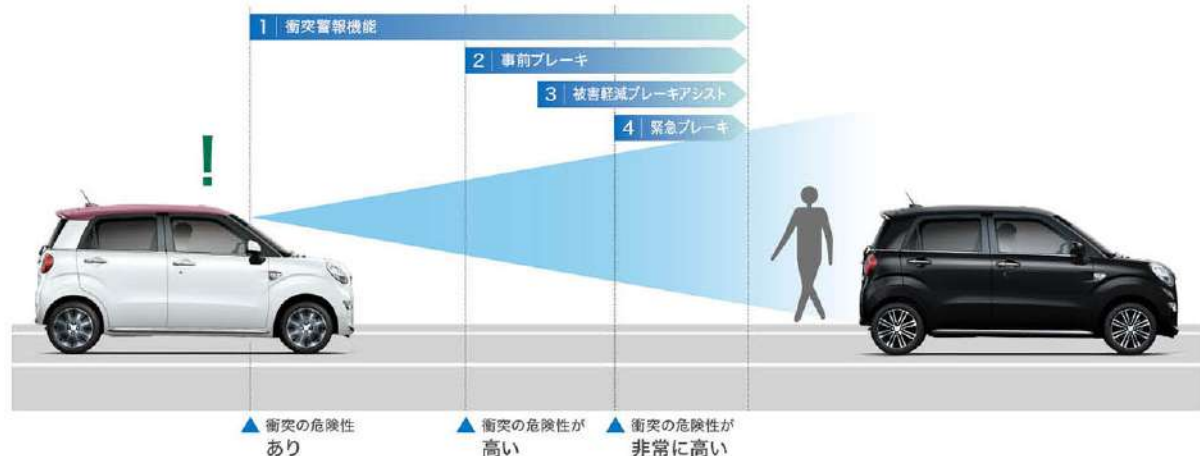 1 衝突警報機能
2 事前ブレーキ
3 被害軽減ブレーキアシスト
4 緊急ブレーキ
!
▲ 衝突の危険性
あり
▲ 衝突の危険性が
高い
▲ 衝突の危険性が
非常に高い